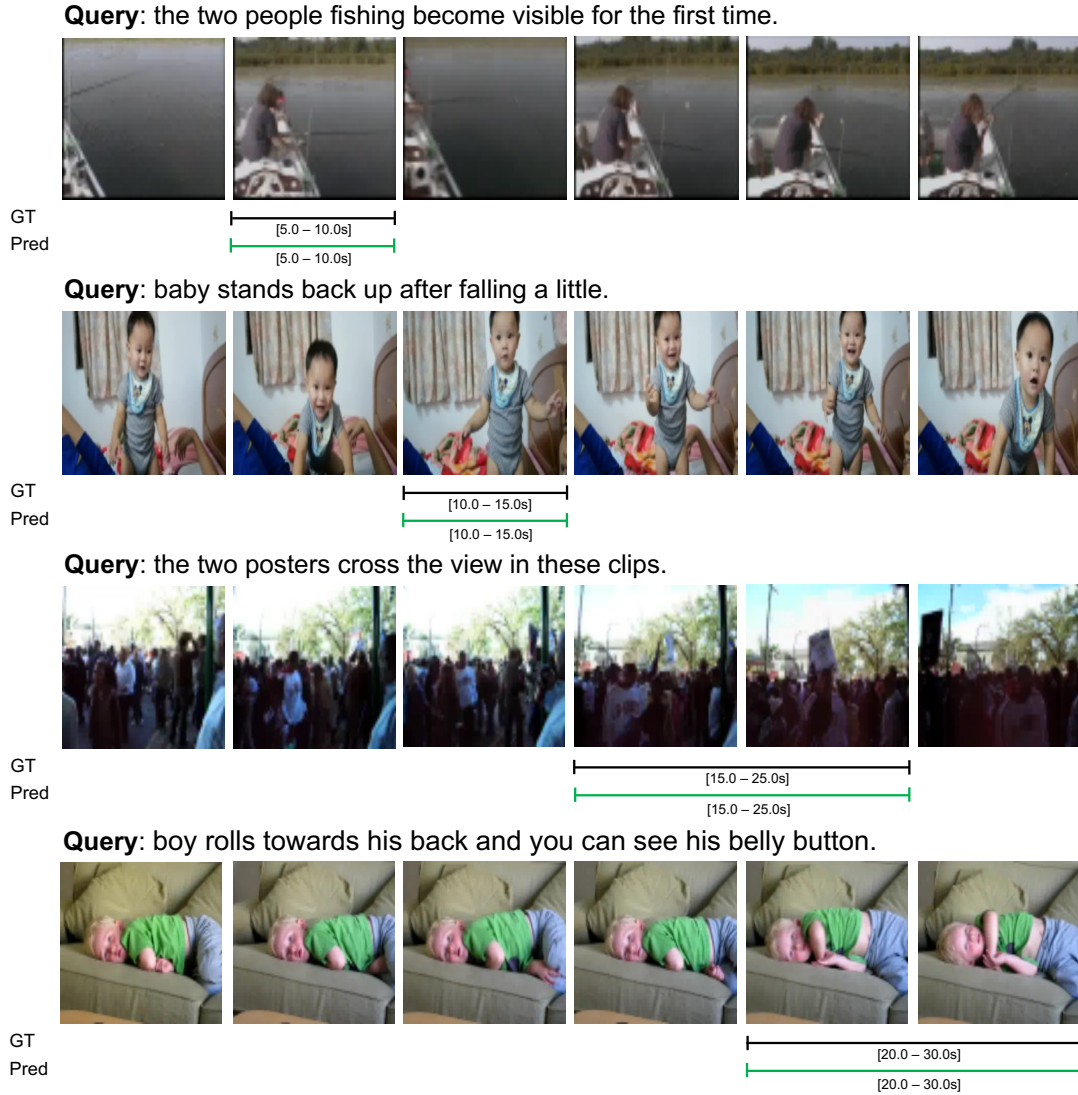 Query: the two people fishing become visible for the first time.
GT
[5.0 – 10.0s]
Pred
[5.0 – 10.0s]
Query: baby stands back up after falling a little.
GT
[10.0 – 15.0s]
Pred
[10.0 – 15.0s]
Query: the two posters cross the view in these clips.
GT
[15.0 – 25.0s]
Pred
[15.0 – 25.0s]
Query: boy rolls towards his back and you can see his belly button.
GT
[20.0 – 30.0s]
Pred
[20.0 – 30.0s]